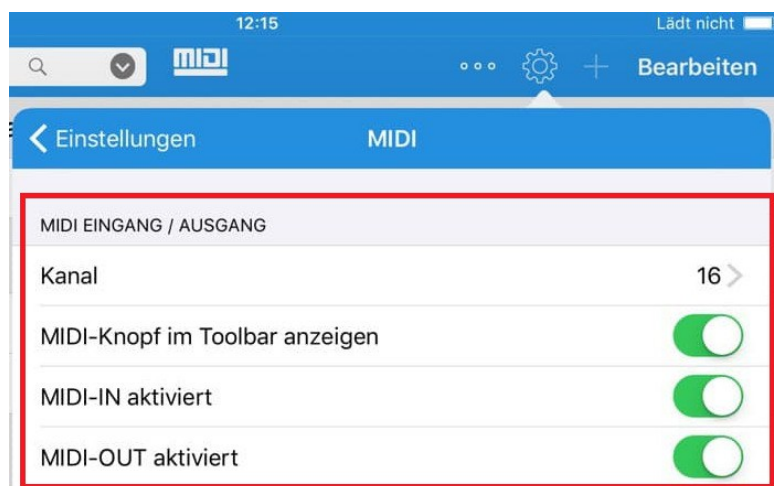 12:15
Lädt nicht
MIDI
Bearbeiten
Einstellungen
MIDI
MIDI EINGANG / AUSGANG
Kanal
16
MIDI-Knopf im Toolbar anzeigen
MIDI-IN aktiviert
MIDI-OUT aktiviert